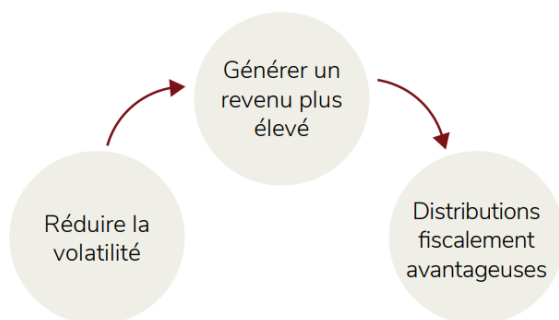 Générer un
revenu plus
élevé
Réduire la
volatilité
Distributions
fiscalement
avantageuses